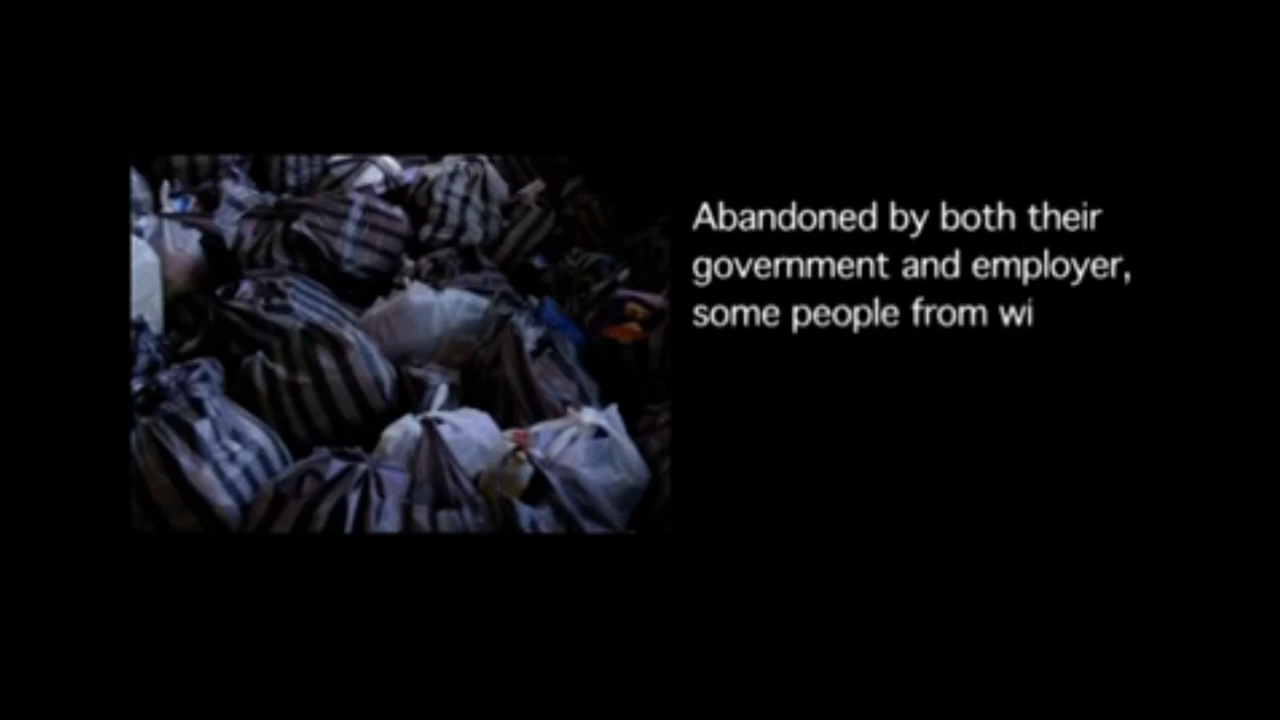 Abandoned by both their
government and employer,
some people from wi